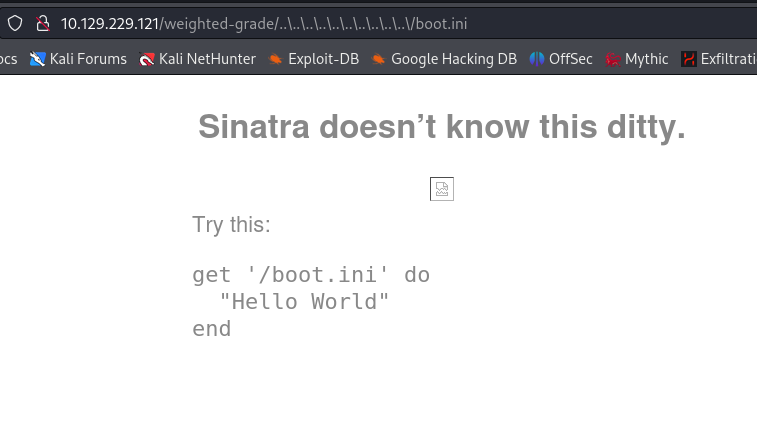 10.129.229.121/weighted-grade/..\..\..\..\..\..\..\..\..\..\/boot.ini
ocs Kali Forums Kali NetHunter Exploit-DB Google Hacking DB OffSec Mythic Exfiltrati
Sinatra doesn’t know this ditty.
Try this:
get '/boot.ini' do
  "Hello World"
end